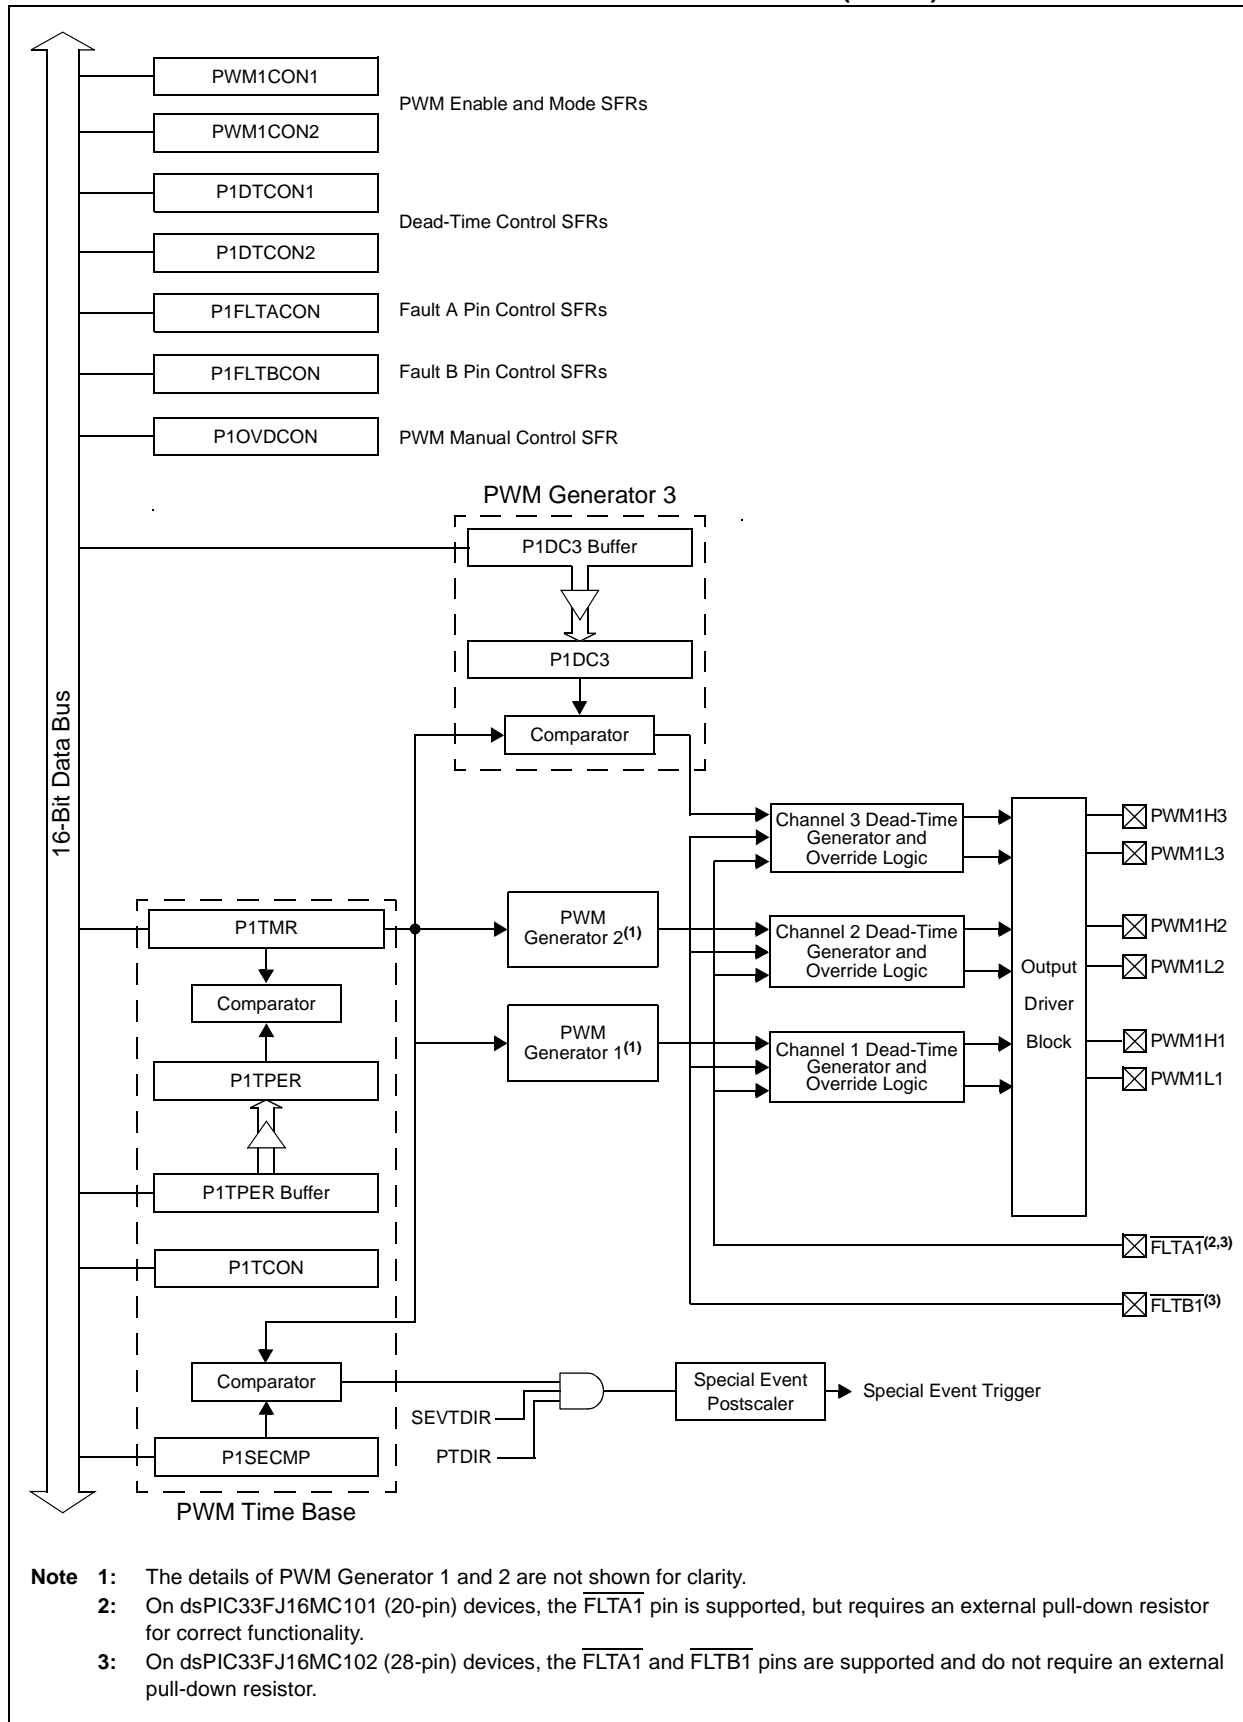 PWM1CON1
PWM Enable and Mode SFRs
PWM1CON2
P1DTCON1
Dead-Time Control SFRs
P1DTCON2
P1FLTACON
Fault A Pin Control SFRs
P1FLTBCON
Fault B Pin Control SFRs
P1OVDCON
PWM Manual Control SFR
PWM Generator 3
P1DC3 Buffer
P1DC3
Comparator
16-Bit Data Bus
Channel 3 Dead-Time
Generator and
Override Logic
PWM1H3
PWM1L3
P1TMR
PWM
Generator 2(1)
Channel 2 Dead-Time
Generator and
Override Logic
PWM1H2
PWM1L2
Output
Driver
Block
Comparator
PWM
Generator 1(1)
Channel 1 Dead-Time
Generator and
Override Logic
PWM1H1
PWM1L1
P1TPER
P1TPER Buffer
FLTA1(2,3)
P1TCON
FLTB1(3)
Comparator
Special Event
Postscaler
Special Event Trigger
SEVTDIR
PTDIR
P1SECMP
PWM Time Base
Note 1: The details of PWM Generator 1 and 2 are not shown for clarity.
2: On dsPIC33FJ16MC101 (20-pin) devices, the FLTA1 pin is supported, but requires an external pull-down resistor
for correct functionality.
3: On dsPIC33FJ16MC102 (28-pin) devices, the FLTA1 and FLTB1 pins are supported and do not require an external
pull-down resistor.